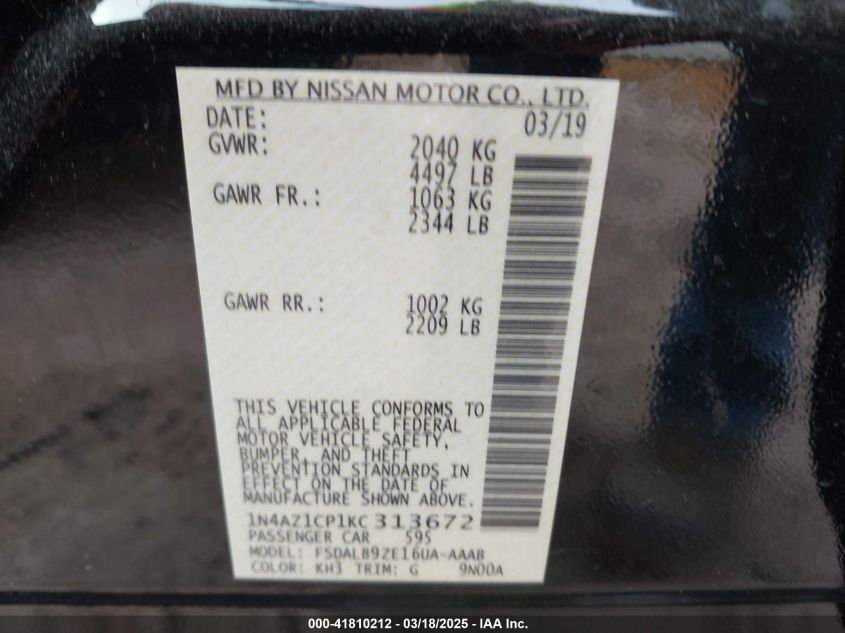 MFD BY NISSAN MOTOR CO., LTD.
DATE: 03/19
GVWR: 2040 KG
4497 LB
GAWR FR.: 1063 KG
2344 LB
GAWR RR.: 1002 KG
2209 LB
THIS VEHICLE CONFORMS TO
ALL APPLICABLE FEDERAL
MOTOR VEHICLE SAFETY,
BUMPER, AND THEFT
PREVENTION STANDARDS IN
EFFECT ON THE DATE OF
MANUFACTURE SHOWN ABOVE.
1N4AZ1CP1KC313672
PASSENGER CAR 595
MODEL: FSDALB9ZE16UA-AAAB
COLOR: KH3 TRIM: G 9N00A
000-41810212 - 03/18/2025 - IAA Inc.